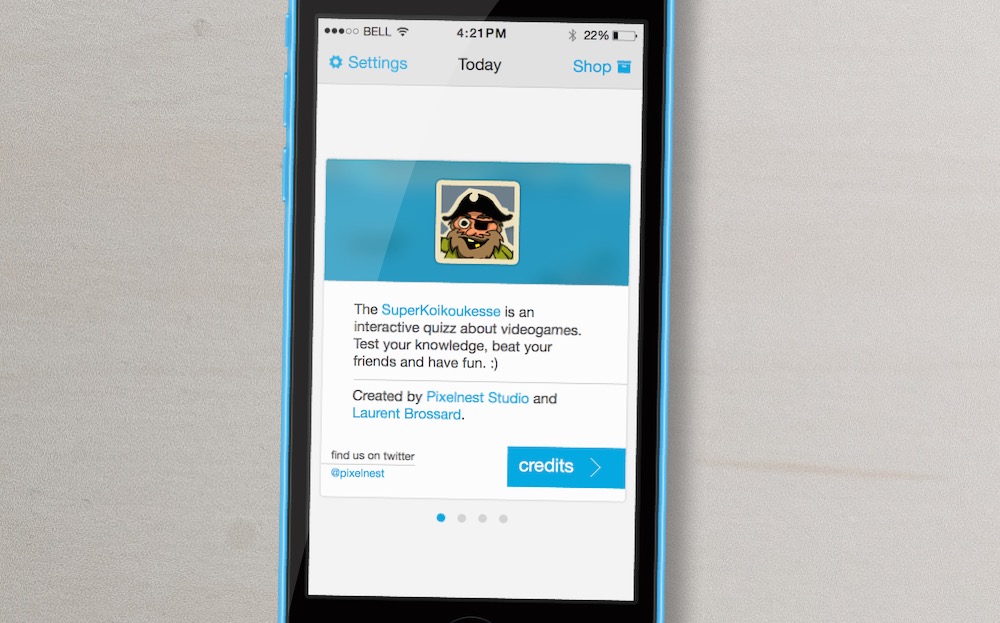 BELL 4:21PM 22%
Settings Today Shop
The SuperKoikoukesse is an
interactive quizz about videogames.
Test your knowledge, beat your
friends and have fun. :)
Created by Pixelnest Studio and
Laurent Brossard.
find us on twitter
@pixelnest
credits